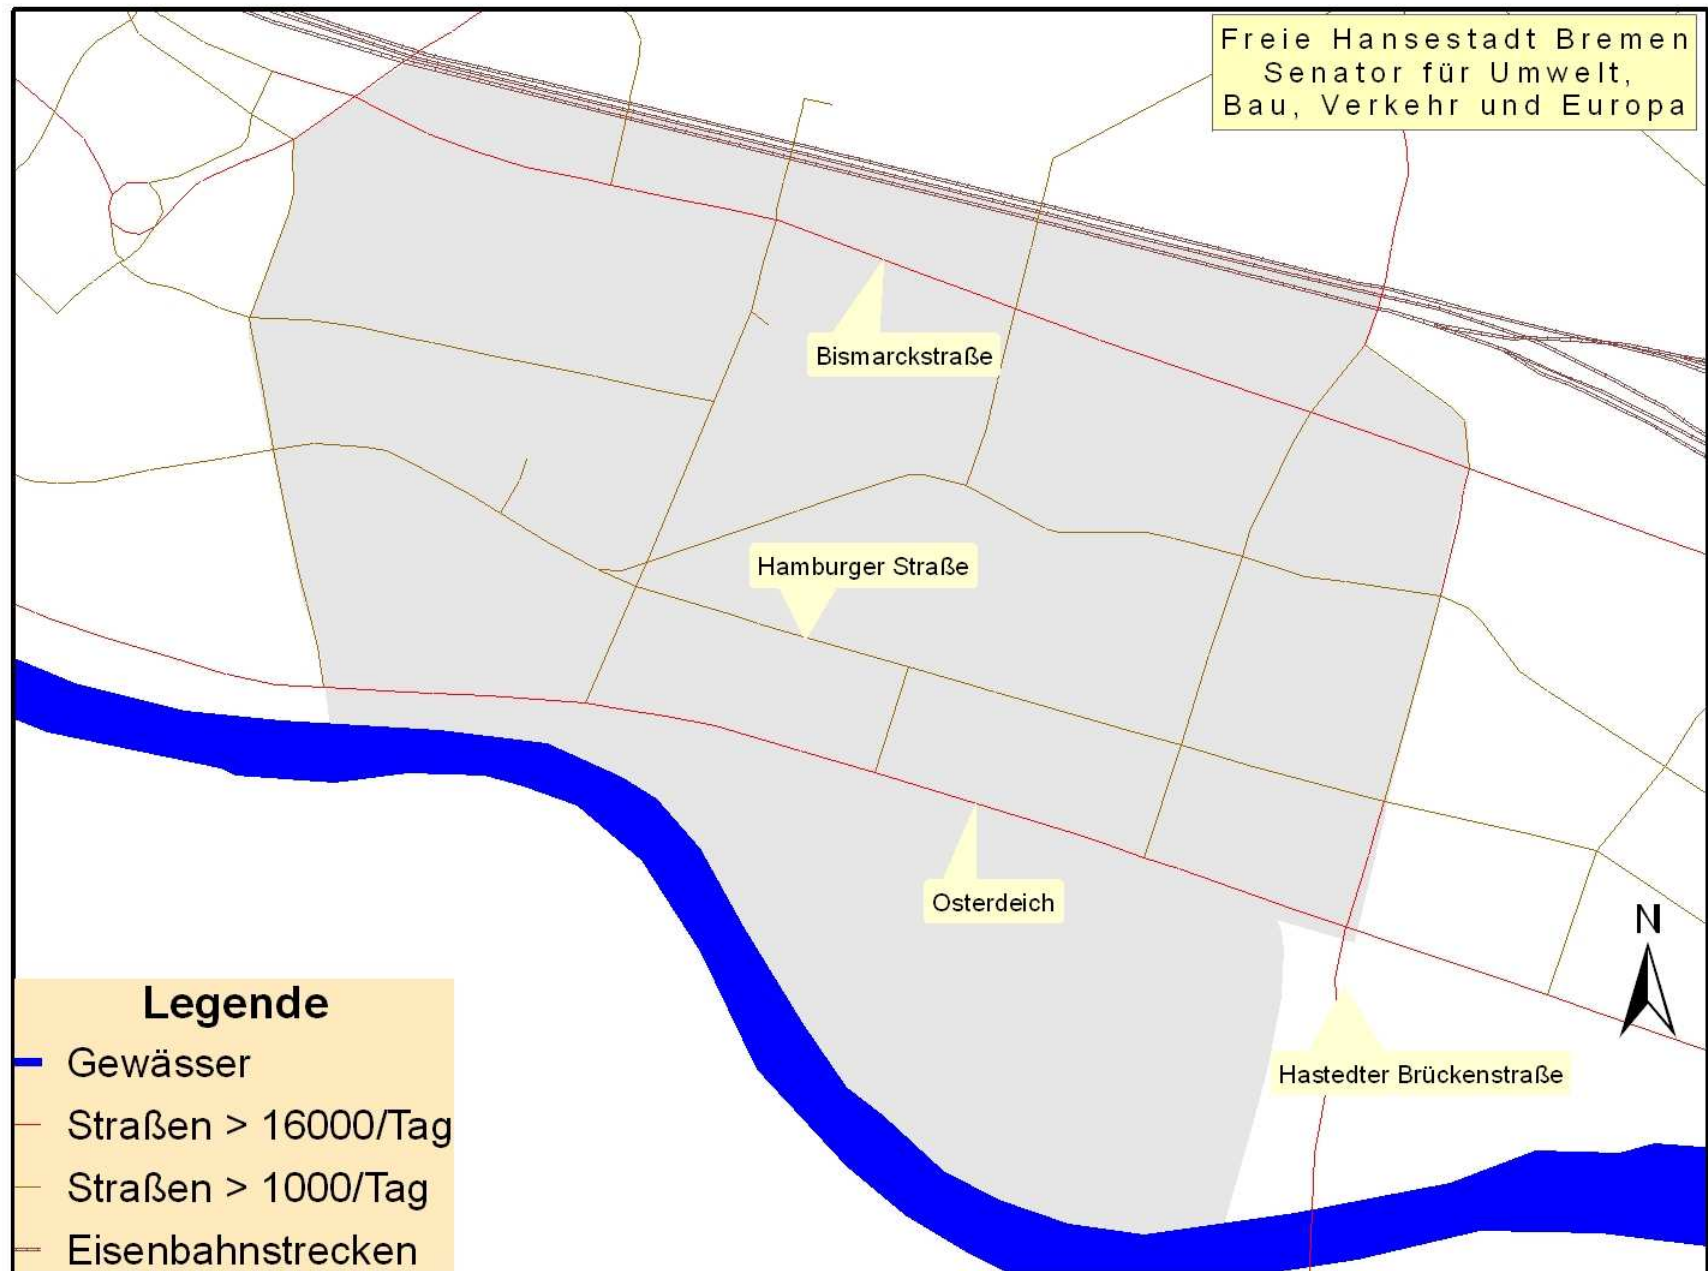 Freie Hansestadt Bremen
Senator für Umwelt,
Bau, Verkehr und Europa
Bismarckstraße
Hamburger Straße
Osterdeich
N
Hastedter Brückenstraße
Legende
Gewässer
Straßen > 16000/Tag
Straßen > 1000/Tag
Eisenbahnstrecken